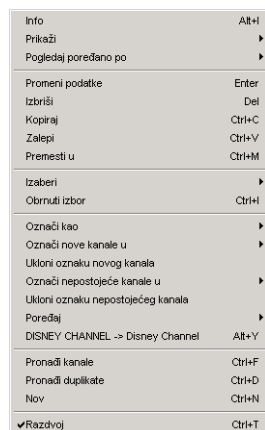 Info Alt+I
Prikaži
Pogledaj poređano po
Promeni podatke Enter
Izbriši Del
Kopiraj Ctrl+C
Zalepi Ctrl+V
Premesti u Ctrl+M
Izaberi
Obrnuti izbor Ctrl+I
Označi kao
Označi nove kanale u
Ukloni oznaku novog kanala
Označi nepostojeće kanale u
Ukloni oznaku nepostojećeg kanala
Poređaj
DISNEY CHANNEL -> Disney Channel Alt+Y
Pronađi kanale Ctrl+F
Pronađi duplikate Ctrl+D
Nov Ctrl+N
Razdvoj Ctrl+T